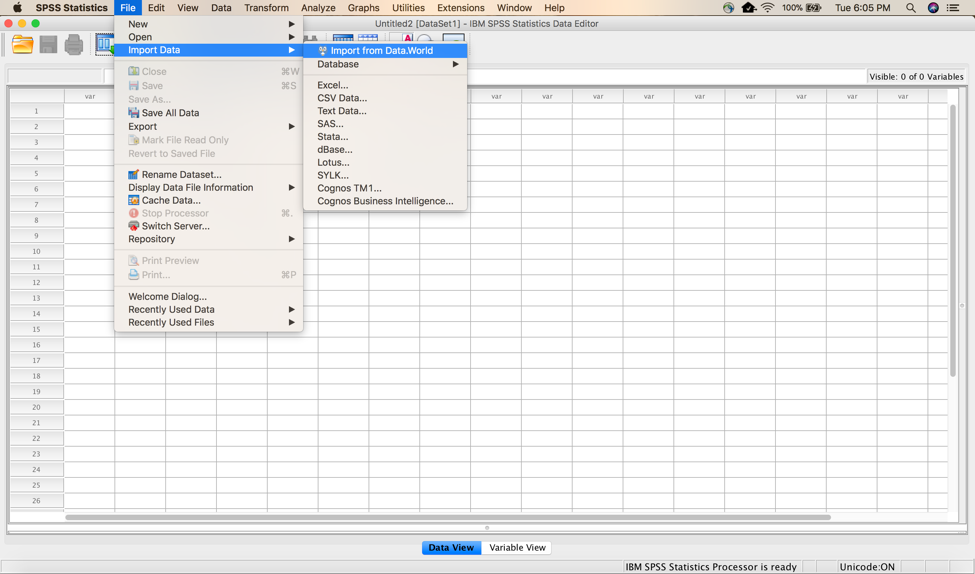 SPSS Statistics File Edit View Data Transform Analyze Graphs Utilities Extensions Window Help 100% Tue 6:05 PM
Untitled2 [DataSet1] - IBM SPSS Statistics Data Editor
New
Open
Import Data
Close ⌘W
Save ⌘S
Save As...
Save All Data
Export
Mark File Read Only
Revert to Saved File
Rename Dataset...
Display Data File Information
Cache Data...
Stop Processor ⌘.
Switch Server...
Repository
Print Preview
Print... ⌘P
Welcome Dialog...
Recently Used Data
Recently Used Files
Import from Data.World
Database
Excel...
CSV Data...
Text Data...
SAS...
Stata...
dBase...
Lotus...
SYLK...
Cognos TM1...
Cognos Business Intelligence...
Visible: 0 of 0 Variables
var var var var var var var var var var
1
2
3
4
5
6
7
8
9
10
11
12
13
14
15
16
17
18
19
20
21
22
23
24
25
26
Data View Variable View
IBM SPSS Statistics Processor is ready Unicode:ON